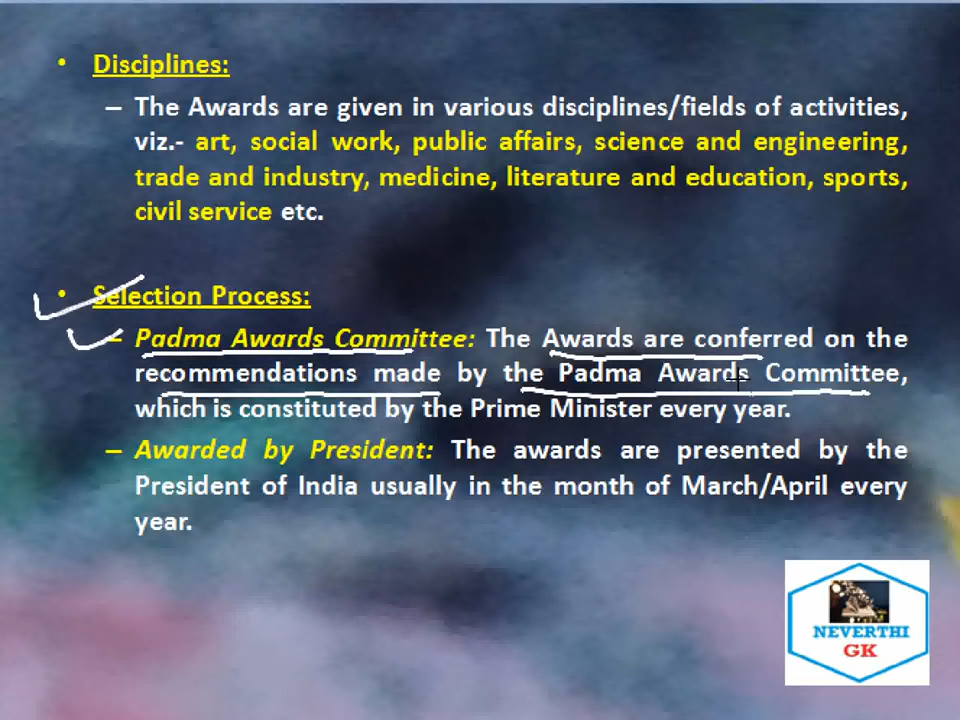 • Disciplines:
– The Awards are given in various disciplines/fields of activities,
viz.- art, social work, public affairs, science and engineering,
trade and industry, medicine, literature and education, sports,
civil service etc.
• Selection Process:
– Padma Awards Committee: The Awards are conferred on the
recommendations made by the Padma Awards Committee,
which is constituted by the Prime Minister every year.
– Awarded by President: The awards are presented by the
President of India usually in the month of March/April every
year.
NEVERTHI
GK